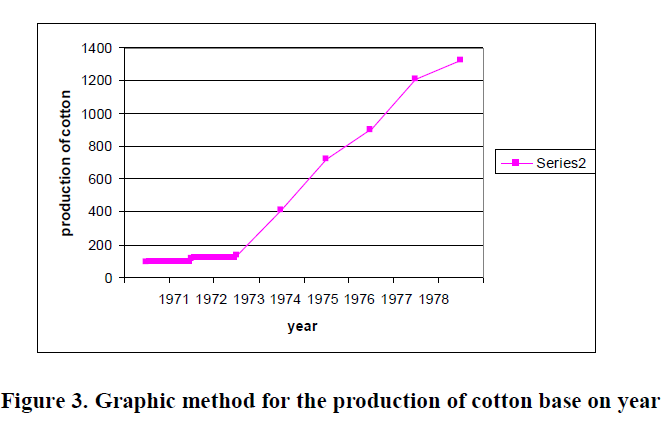 1400
1200
1000
800
600
400
200
0
production of cotton
1971 1972 1973 1974 1975 1976 1977 1978
year
Series2
Figure 3. Graphic method for the production of cotton base on year